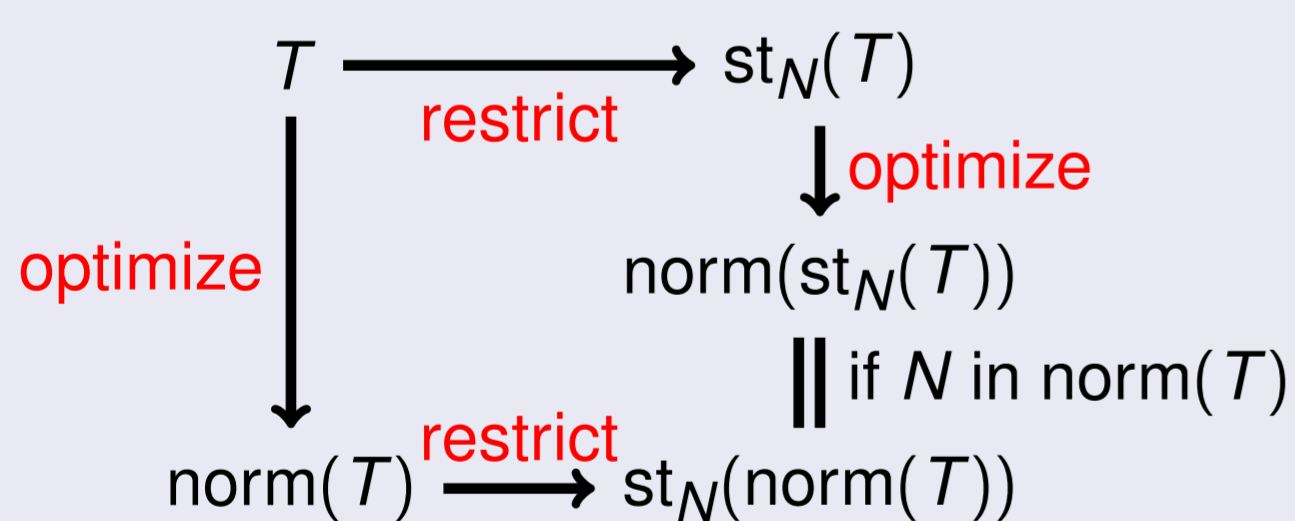 T st_N(T)
restrict
optimize
optimize
norm(st_N(T))
if N in norm(T)
restrict
norm(T) st_N(norm(T))